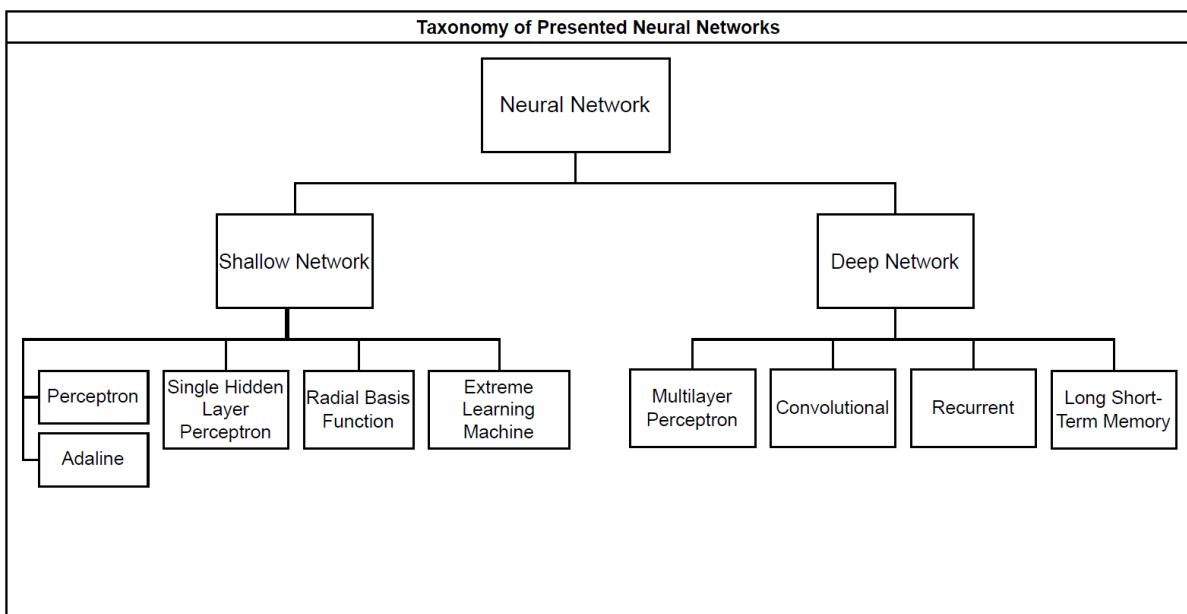 Taxonomy of Presented Neural Networks
Neural Network
Shallow Network
Deep Network
Perceptron
Adaline
Single Hidden
Layer
Perceptron
Radial Basis
Function
Extreme
Learning
Machine
Multilayer
Perceptron
Convolutional
Recurrent
Long Short-
Term Memory